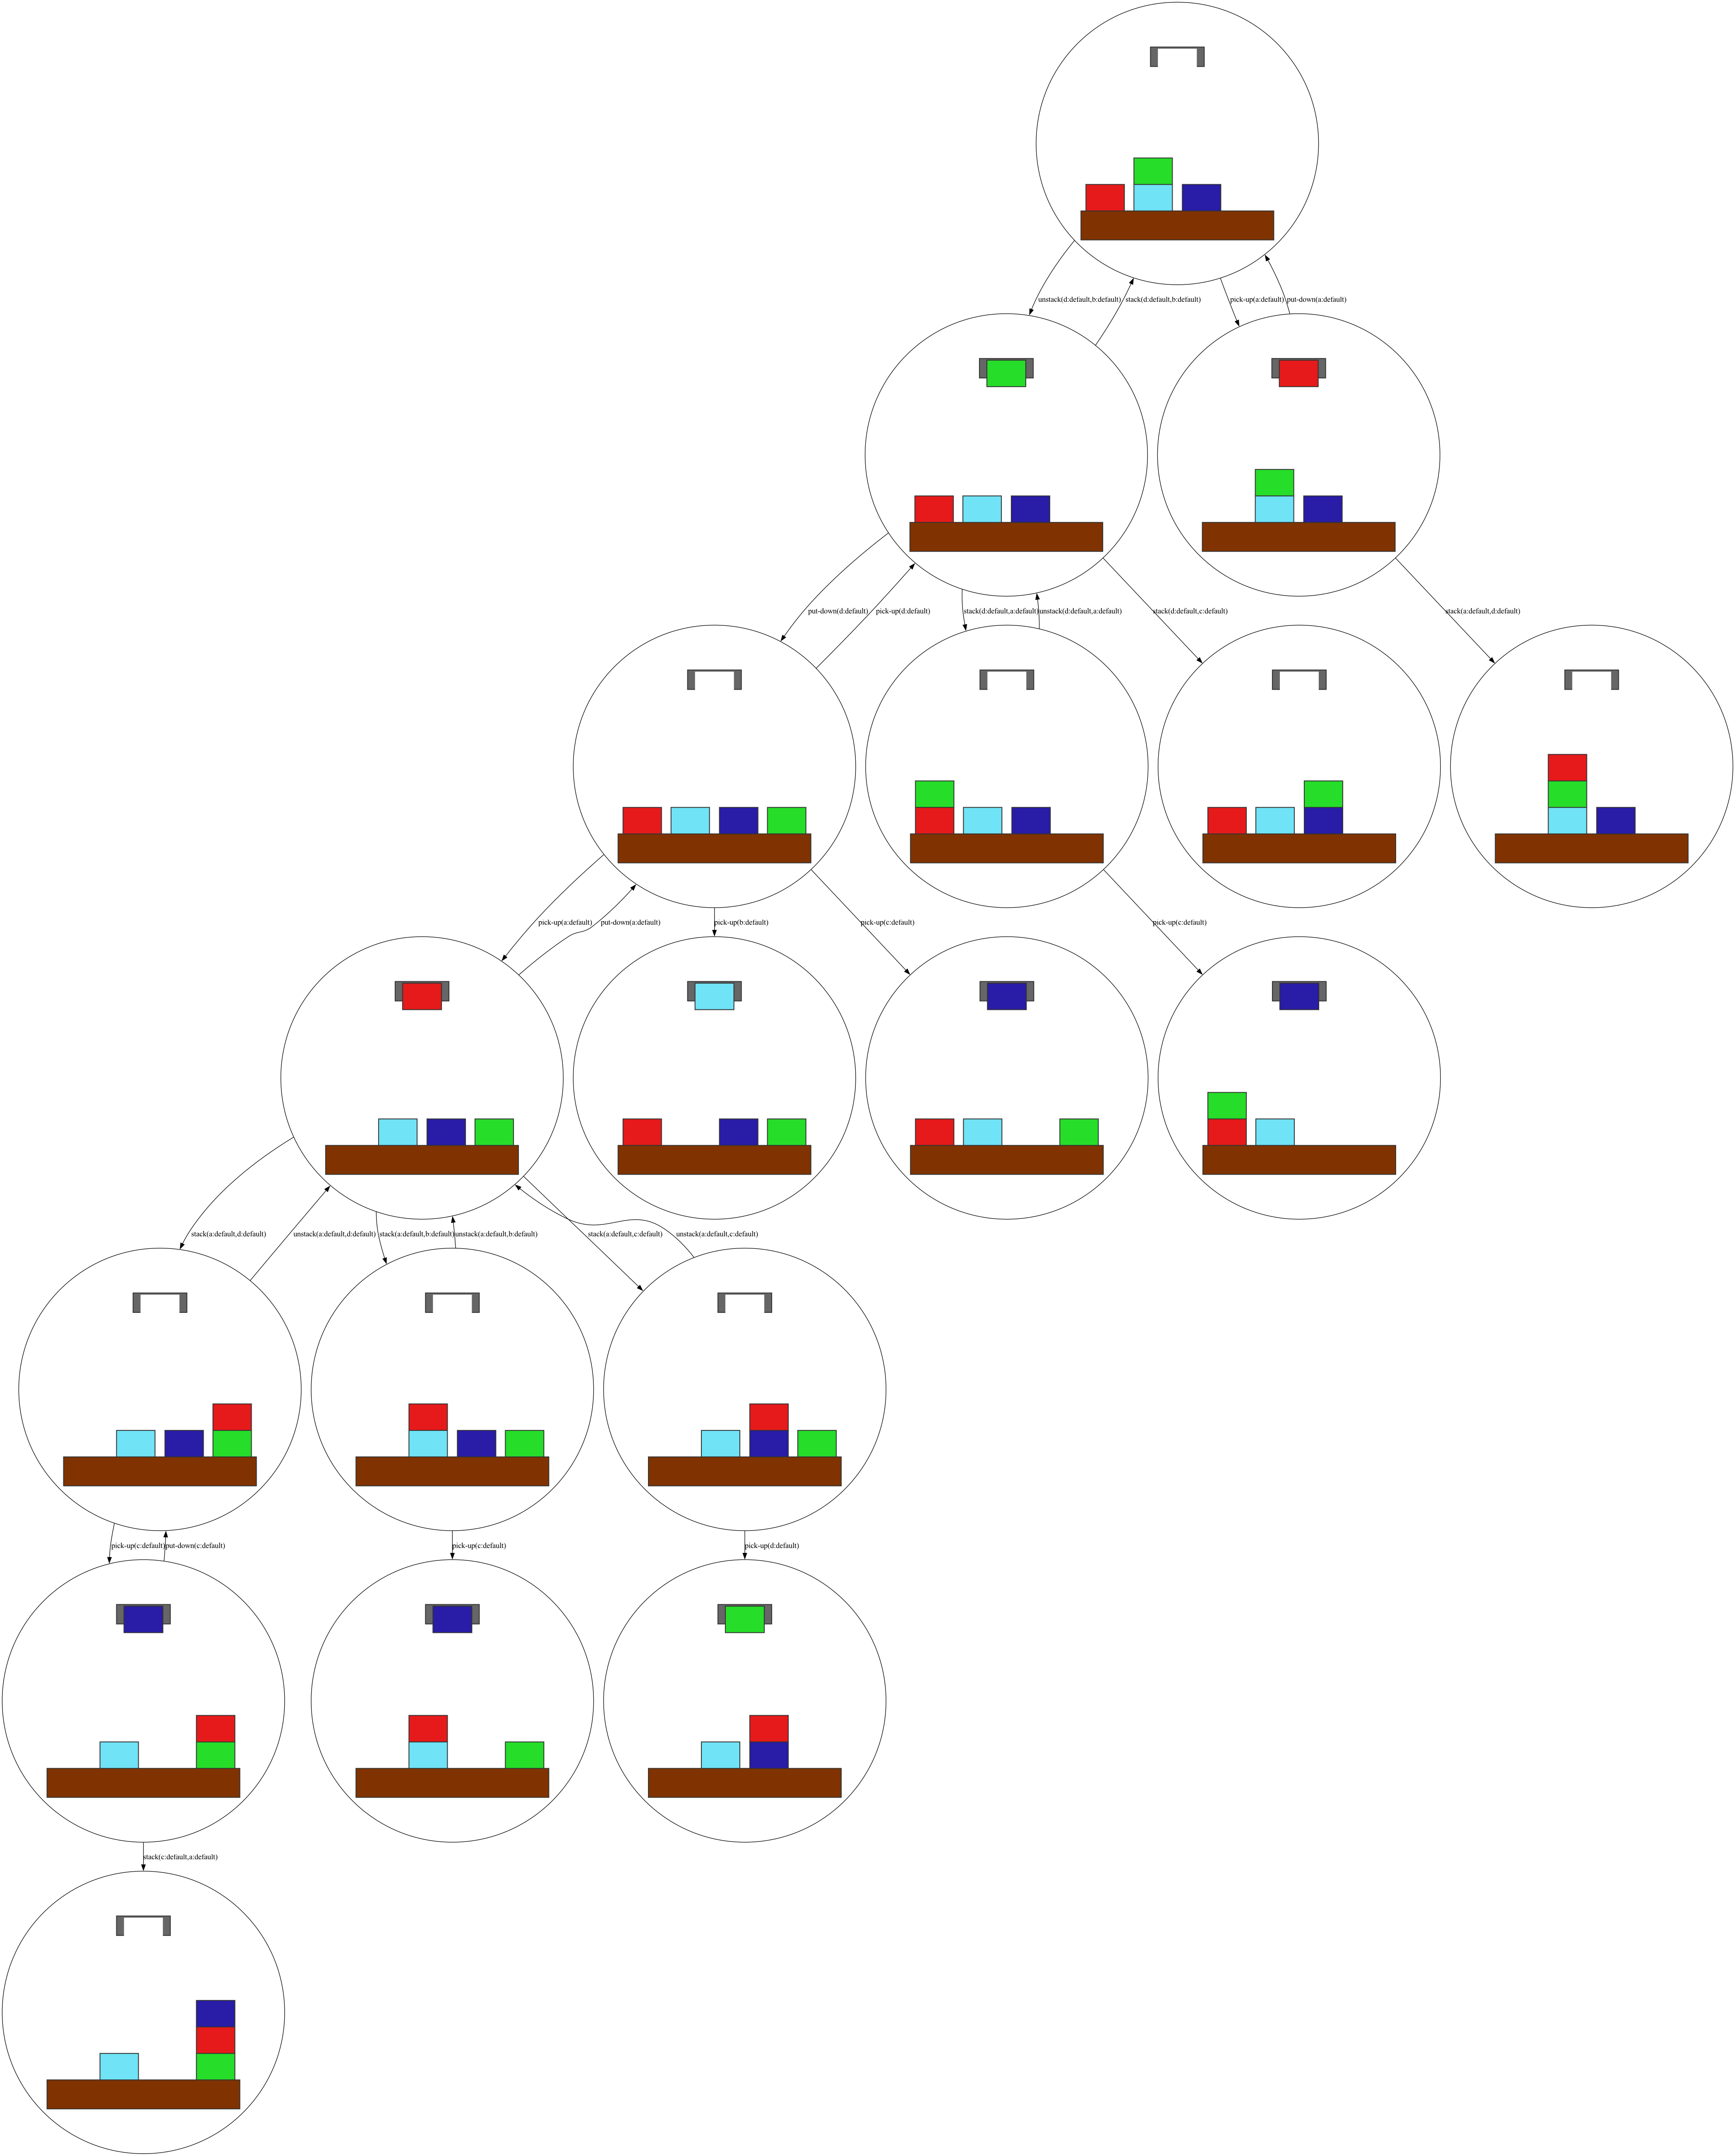 unstack(d:default,b:default)
stack(d:default,b:default)
pick-up(a:default)
put-down(a:default)
put-down(d:default)
pick-up(d:default)
stack(d:default,a:default)
unstack(d:default,a:default)
stack(d:default,c:default)
stack(a:default,d:default)
pick-up(a:default)
put-down(a:default)
pick-up(b:default)
pick-up(c:default)
pick-up(c:default)
stack(a:default,d:default)
unstack(a:default,d:default)
stack(a:default,b:default)
unstack(a:default,b:default)
stack(a:default,c:default)
unstack(a:default,c:default)
pick-up(c:default)
put-down(c:default)
pick-up(c:default)
pick-up(d:default)
stack(c:default,a:default)